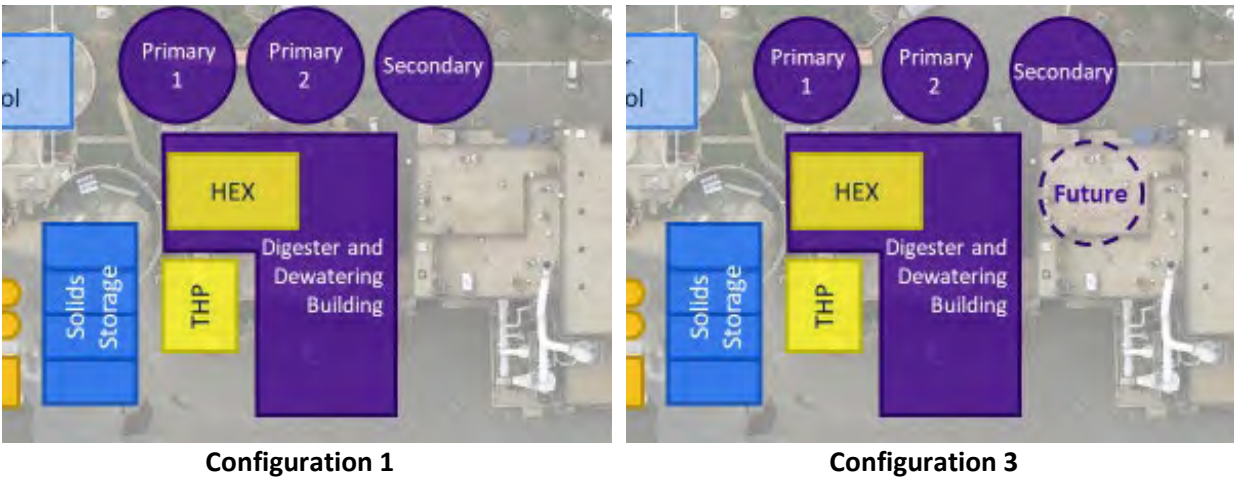 Primary
1
Primary
2
Secondary
ol
HEX
Digester and
Dewatering
Building
THP
Solids
Storage
Configuration 1
Primary
1
Primary
2
Secondary
ol
HEX
Future
Digester and
Dewatering
Building
THP
Solids
Storage
Configuration 3